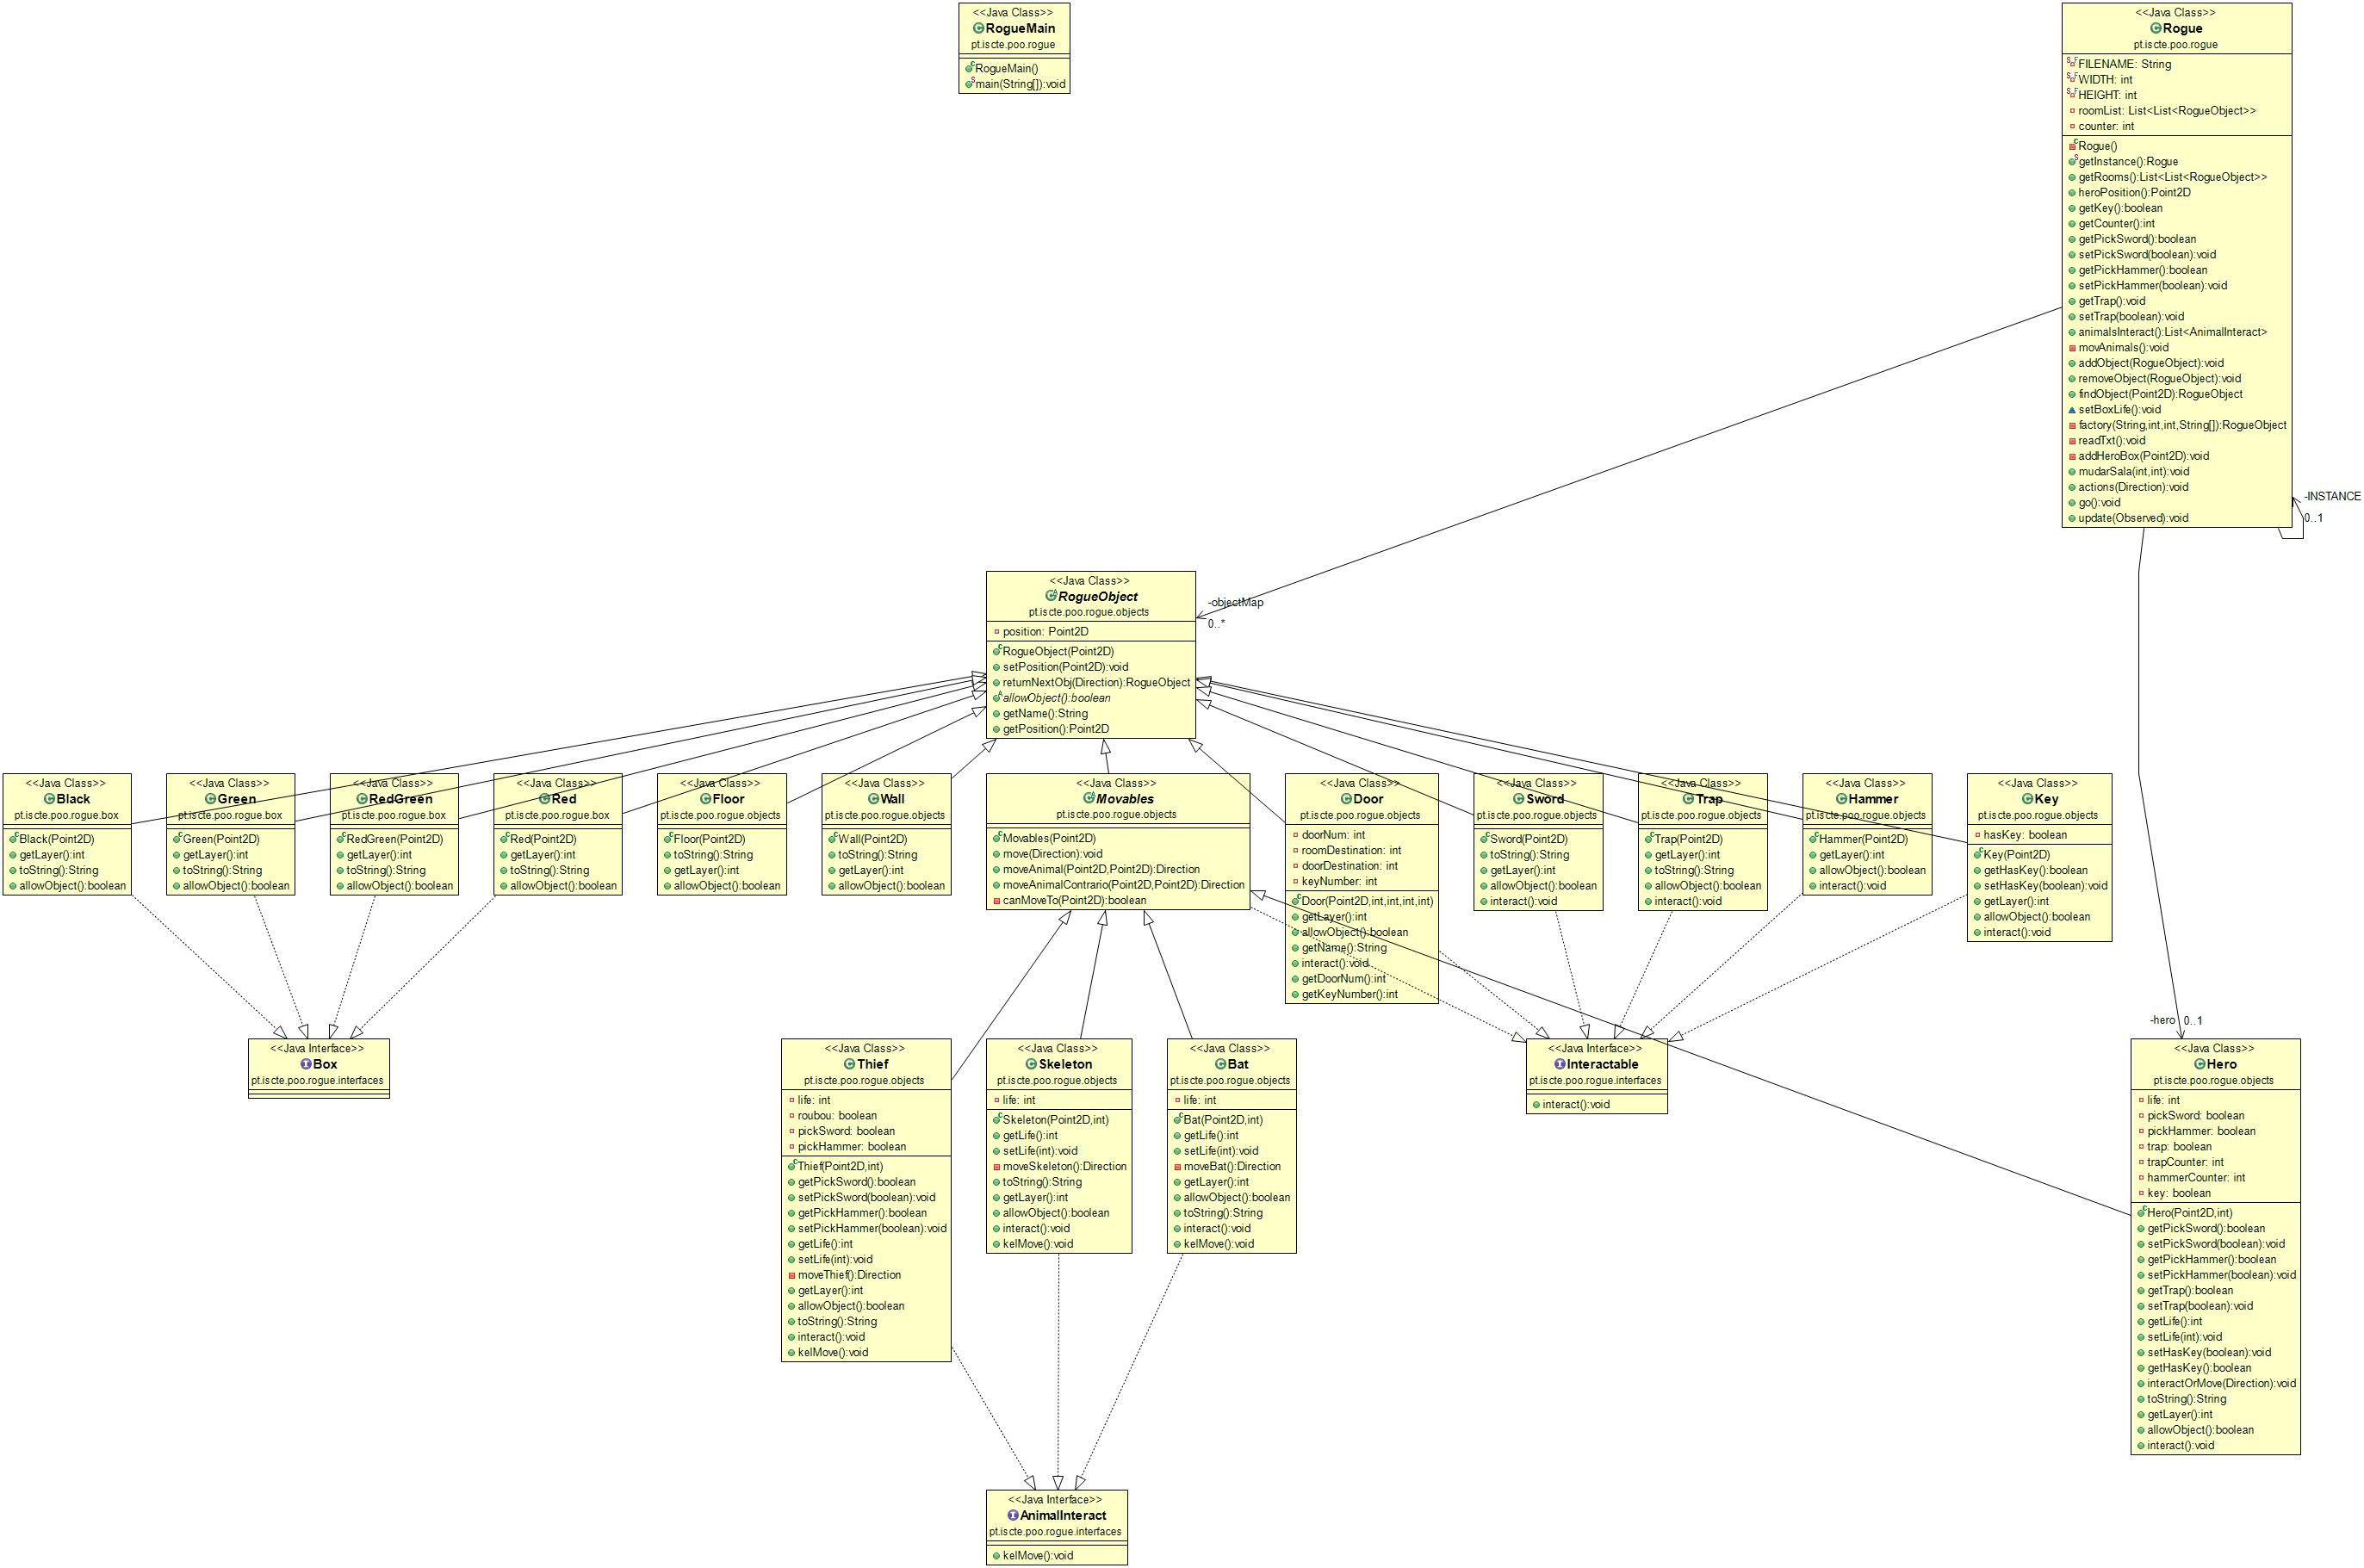 <<Java Class>>
RogueMain
pt.iscte.poo.rogue
RogueMain()
main(String[]):void
<<Java Class>>
Rogue
pt.iscte.poo.rogue
FILENAME: String
WIDTH: int
HEIGHT: int
roomList: List<List<RogueObject>>
counter: int
Rogue()
getInstance():Rogue
getRooms():List<List<RogueObject>>
heroPosition():Point2D
getKey():boolean
getCounter():int
getPickSword():boolean
setPickSword(boolean):void
getPickHammer():boolean
setPickHammer(boolean):void
getTrap():void
setTrap(boolean):void
animalsInteract():List<AnimalInteract>
movAnimals():void
addObject(RogueObject):void
removeObject(RogueObject):void
findObject(Point2D):RogueObject
setBoxLife():void
factory(String,int,int,String[]):RogueObject
readTxt():void
addHeroBox(Point2D):void
mudarSala(int,int):void
actions(Direction):void
go():void
update(Observed):void
-INSTANCE
0..1
<<Java Class>>
RogueObject
pt.iscte.poo.rogue.objects
position: Point2D
RogueObject(Point2D)
setPosition(Point2D):void
returnNextObj(Direction):RogueObject
allowObject():boolean
getName():String
getPosition():Point2D
-objectMap
0..*
<<Java Class>>
Black
pt.iscte.poo.rogue.box
Black(Point2D)
getLayer():int
toString():String
allowObject():boolean
<<Java Class>>
Green
pt.iscte.poo.rogue.box
Green(Point2D)
getLayer():int
toString():String
allowObject():boolean
<<Java Class>>
RedGreen
pt.iscte.poo.rogue.box
RedGreen(Point2D)
getLayer():int
toString():String
allowObject():boolean
<<Java Class>>
Red
pt.iscte.poo.rogue.box
Red(Point2D)
getLayer():int
toString():String
allowObject():boolean
<<Java Class>>
Floor
pt.iscte.poo.rogue.objects
Floor(Point2D)
toString():String
getLayer():int
allowObject():boolean
<<Java Class>>
Wall
pt.iscte.poo.rogue.objects
Wall(Point2D)
toString():String
getLayer():int
allowObject():boolean
<<Java Class>>
Movables
pt.iscte.poo.rogue.objects
Movables(Point2D)
move(Direction):void
moveAnimal(Point2D,Point2D):Direction
moveAnimalContrario(Point2D,Point2D):Direction
canMoveTo(Point2D):boolean
<<Java Class>>
Door
pt.iscte.poo.rogue.objects
doorNum: int
roomDestination: int
doorDestination: int
keyNumber: int
Door(Point2D,int,int,int,int)
getLayer():int
allowObject():boolean
getName():String
interact():void
getDoorNum():int
getKeyNumber():int
<<Java Class>>
Sword
pt.iscte.poo.rogue.objects
Sword(Point2D)
toString():String
getLayer():int
allowObject():boolean
interact():void
<<Java Class>>
Trap
pt.iscte.poo.rogue.objects
Trap(Point2D)
getLayer():int
toString():String
allowObject():boolean
interact():void
<<Java Class>>
Hammer
pt.iscte.poo.rogue.objects
Hammer(Point2D)
getLayer():int
allowObject():boolean
interact():void
<<Java Class>>
Key
pt.iscte.poo.rogue.objects
hasKey: boolean
Key(Point2D)
getHasKey():boolean
setHasKey(boolean):void
getLayer():int
allowObject():boolean
interact():void
<<Java Interface>>
Box
pt.iscte.poo.rogue.interfaces
<<Java Class>>
Thief
pt.iscte.poo.rogue.objects
life: int
roubou: boolean
pickSword: boolean
pickHammer: boolean
Thief(Point2D,int)
getPickSword():boolean
setPickSword(boolean):void
getPickHammer():boolean
setPickHammer(boolean):void
getLife():int
setLife(int):void
moveThief():Direction
getLayer():int
allowObject():boolean
toString():String
interact():void
kelMove():void
<<Java Class>>
Skeleton
pt.iscte.poo.rogue.objects
life: int
Skeleton(Point2D,int)
getLife():int
setLife(int):void
moveSkeleton():Direction
toString():String
getLayer():int
allowObject():boolean
interact():void
kelMove():void
<<Java Class>>
Bat
pt.iscte.poo.rogue.objects
life: int
Bat(Point2D,int)
getLife():int
setLife(int):void
moveBat():Direction
getLayer():int
allowObject():boolean
toString():String
interact():void
kelMove():void
<<Java Interface>>
Interactable
pt.iscte.poo.rogue.interfaces
interact():void
-hero 0..1
<<Java Class>>
Hero
pt.iscte.poo.rogue.objects
life: int
pickSword: boolean
pickHammer: boolean
trap: boolean
trapCounter: int
hammerCounter: int
key: boolean
Hero(Point2D,int)
getPickSword():boolean
setPickSword(boolean):void
getPickHammer():boolean
setPickHammer(boolean):void
getTrap():boolean
setTrap(boolean):void
getLife():int
setLife(int):void
setHasKey(boolean):void
getHasKey():boolean
interactOrMove(Direction):void
toString():String
getLayer():int
allowObject():boolean
interact():void
<<Java Interface>>
AnimalInteract
pt.iscte.poo.rogue.interfaces
kelMove():void